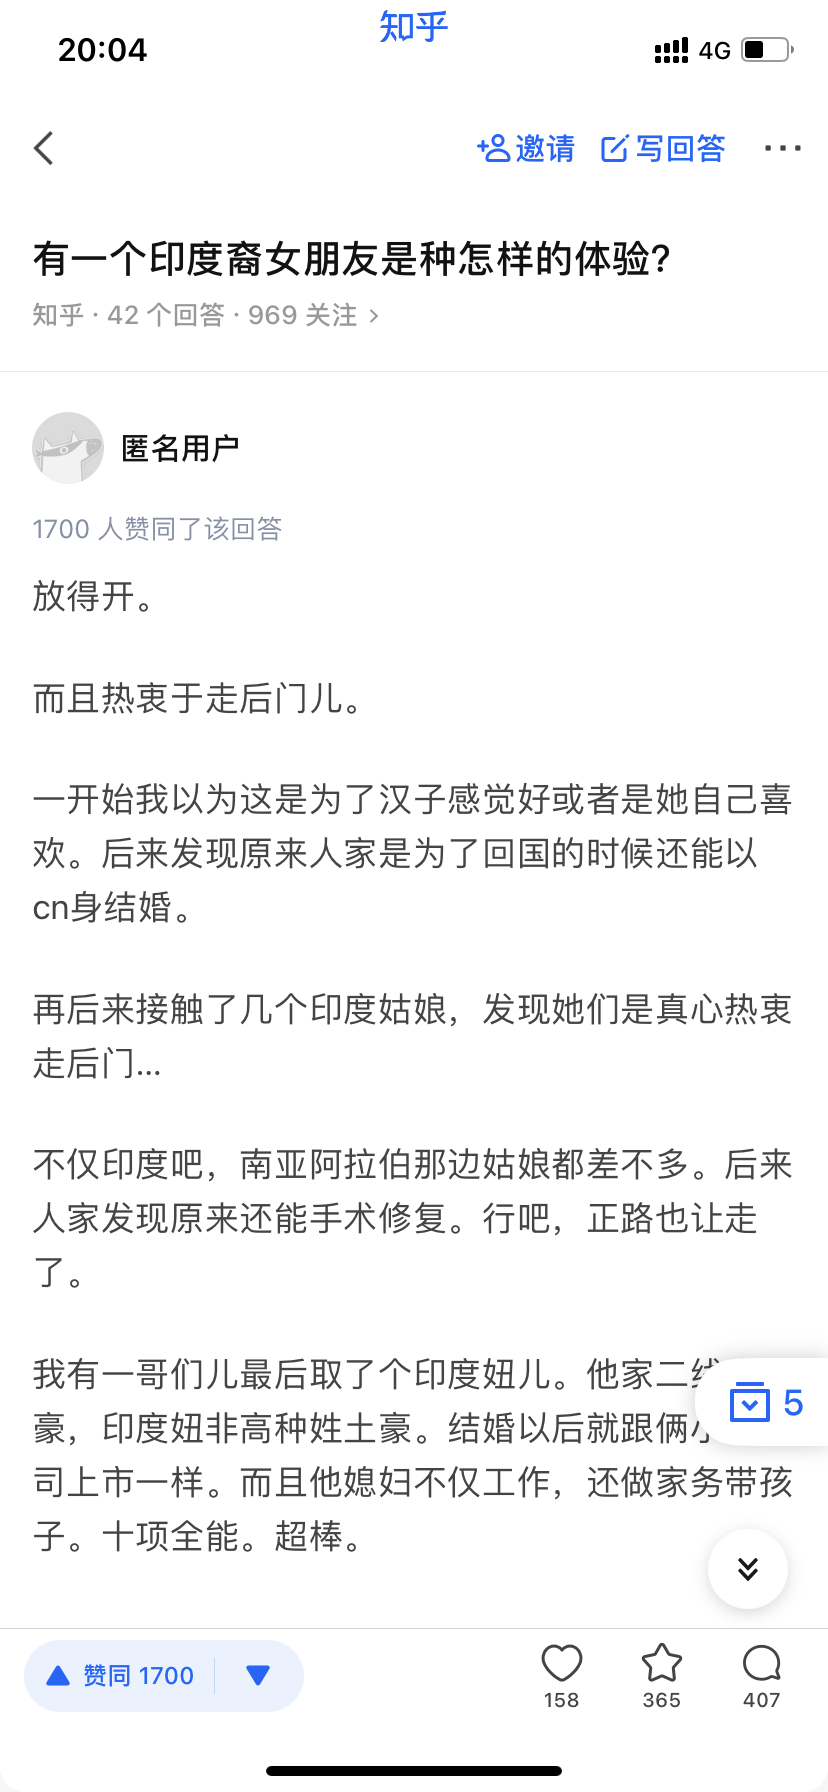 知乎
20:04
4G
邀请 写回答
有一个印度裔女朋友是种怎样的体验?
知乎 · 42 个回答 · 969 关注 >
匿名用户
1700 人赞同了该回答
放得开。
而且热衷于走后门儿。
一开始我以为这是为了汉子感觉好或者是她自己喜
欢。后来发现原来人家是为了回国的时候还能以
cn身结婚。
再后来接触了几个印度姑娘，发现她们是真心热衷
走后门...
不仅印度吧，南亚阿拉伯那边姑娘都差不多。后来
人家发现原来还能手术修复。行吧，正路也让走
了。
我有一哥们儿最后取了个印度妞儿。他家二线
豪，印度妞非高种姓土豪。结婚以后就跟俩小
司上市一样。而且他媳妇不仅工作，还做家务带孩
子。十项全能。超棒。
5
赞同 1700
158
365
407